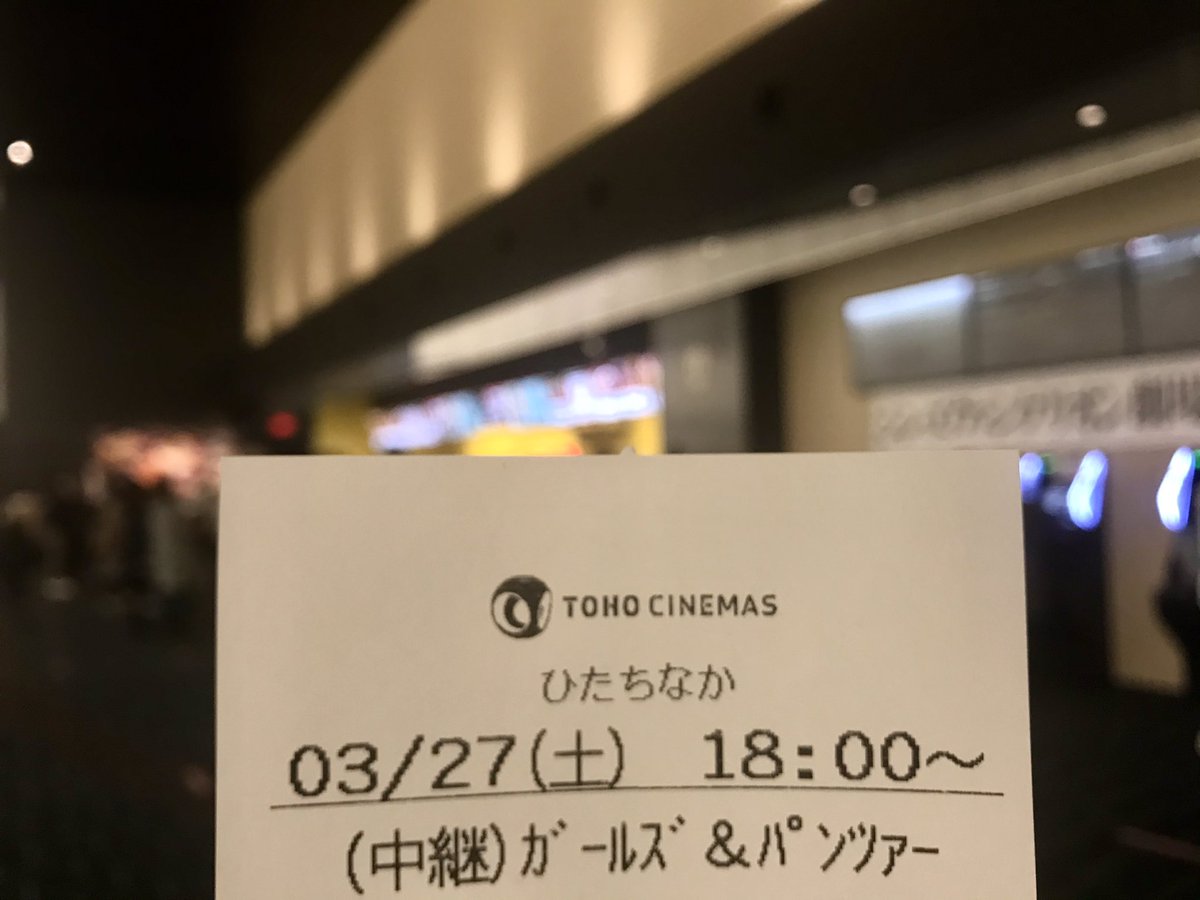 TOHO CINEMAS
ひたちなか
03/27(土) 18:00～
(中継)ｶﾞｰﾙｽﾞ&ﾊﾟﾝﾂｧｰ